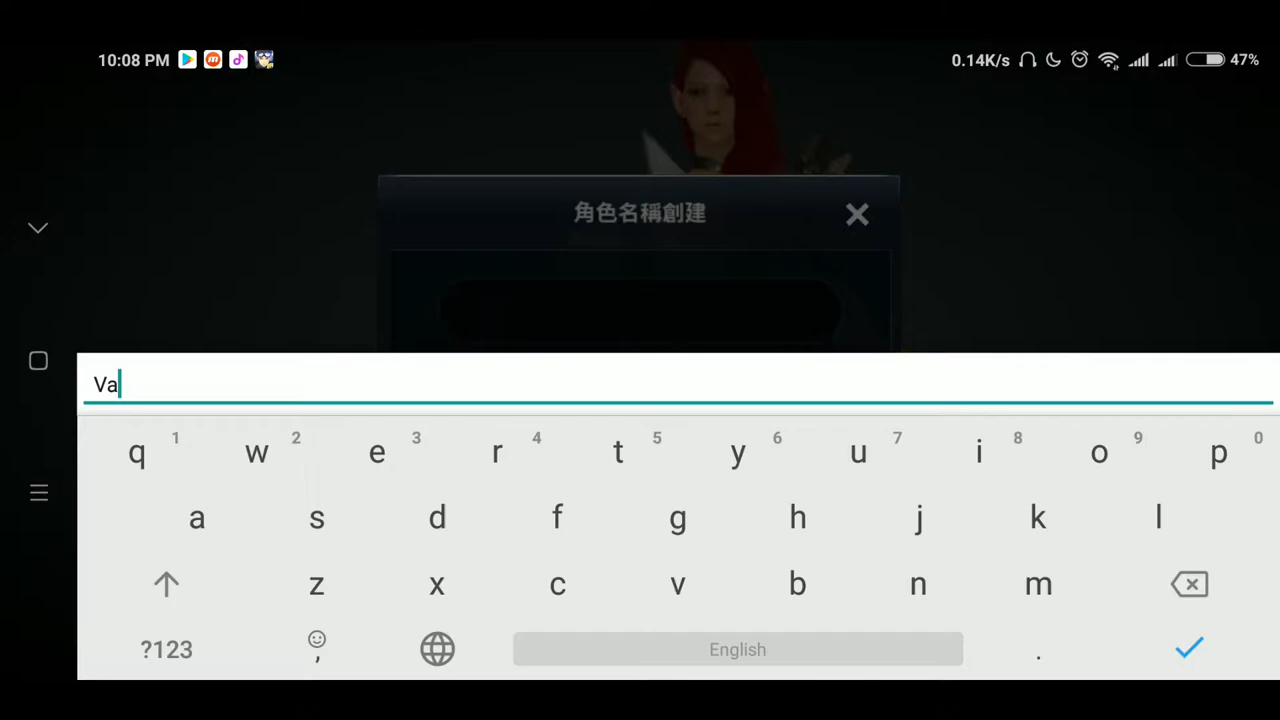 10:08 PM
0.14K/s
47%
角色名稱創建
Va
q 1 w 2 e 3 r 4 t 5 y 6 u 7 i 8 o 9 p 0
a s d f g h j k l
z x c v b n m
?123 , English .